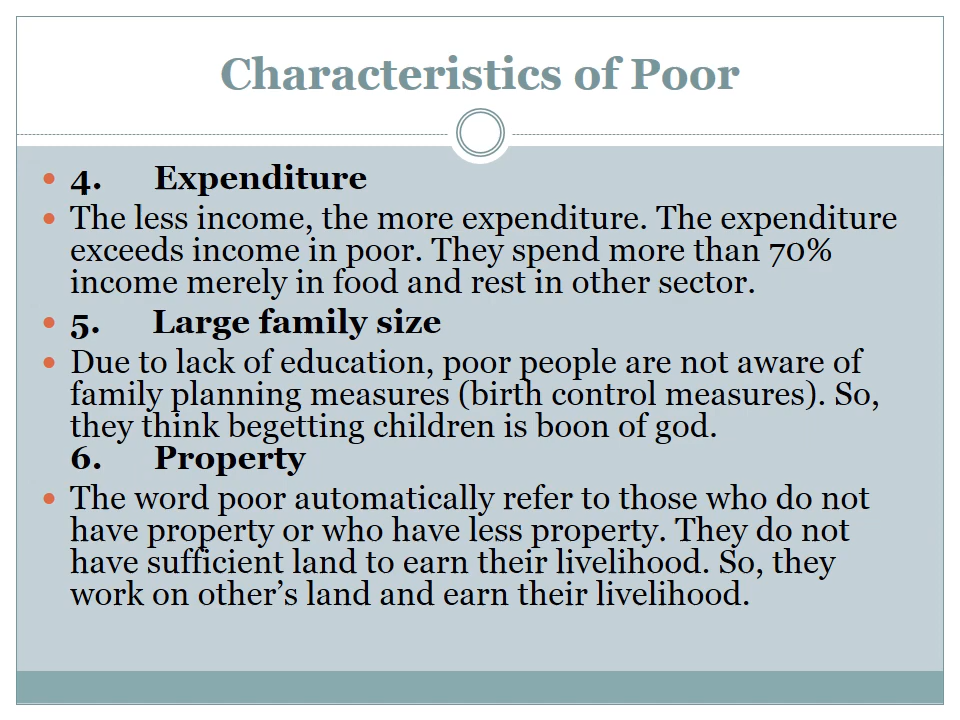 Characteristics of Poor
• 4. Expenditure
• The less income, the more expenditure. The expenditure
exceeds income in poor. They spend more than 70%
income merely in food and rest in other sector.
• 5. Large family size
• Due to lack of education, poor people are not aware of
family planning measures (birth control measures). So,
they think begetting children is boon of god.
6. Property
• The word poor automatically refer to those who do not
have property or who have less property. They do not
have sufficient land to earn their livelihood. So, they
work on other’s land and earn their livelihood.